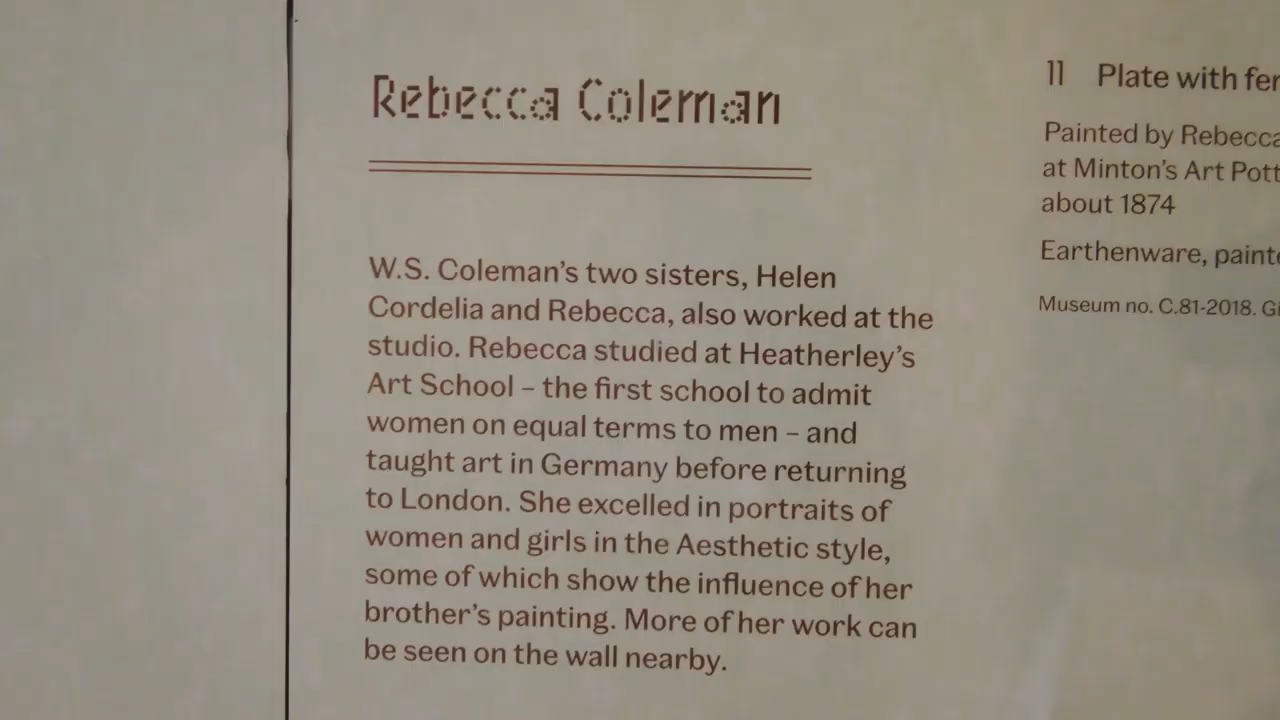 Rebecca Coleman
W.S. Coleman's two sisters, Helen
Cordelia and Rebecca, also worked at the
studio. Rebecca studied at Heatherley's
Art School – the first school to admit
women on equal terms to men – and
taught art in Germany before returning
to London. She excelled in portraits of
women and girls in the Aesthetic style,
some of which show the influence of her
brother's painting. More of her work can
be seen on the wall nearby.
11 Plate with
Painted by Rebecca
at Minton's Art
about 1874
Earthenware,
Museum no. C.81-2018.